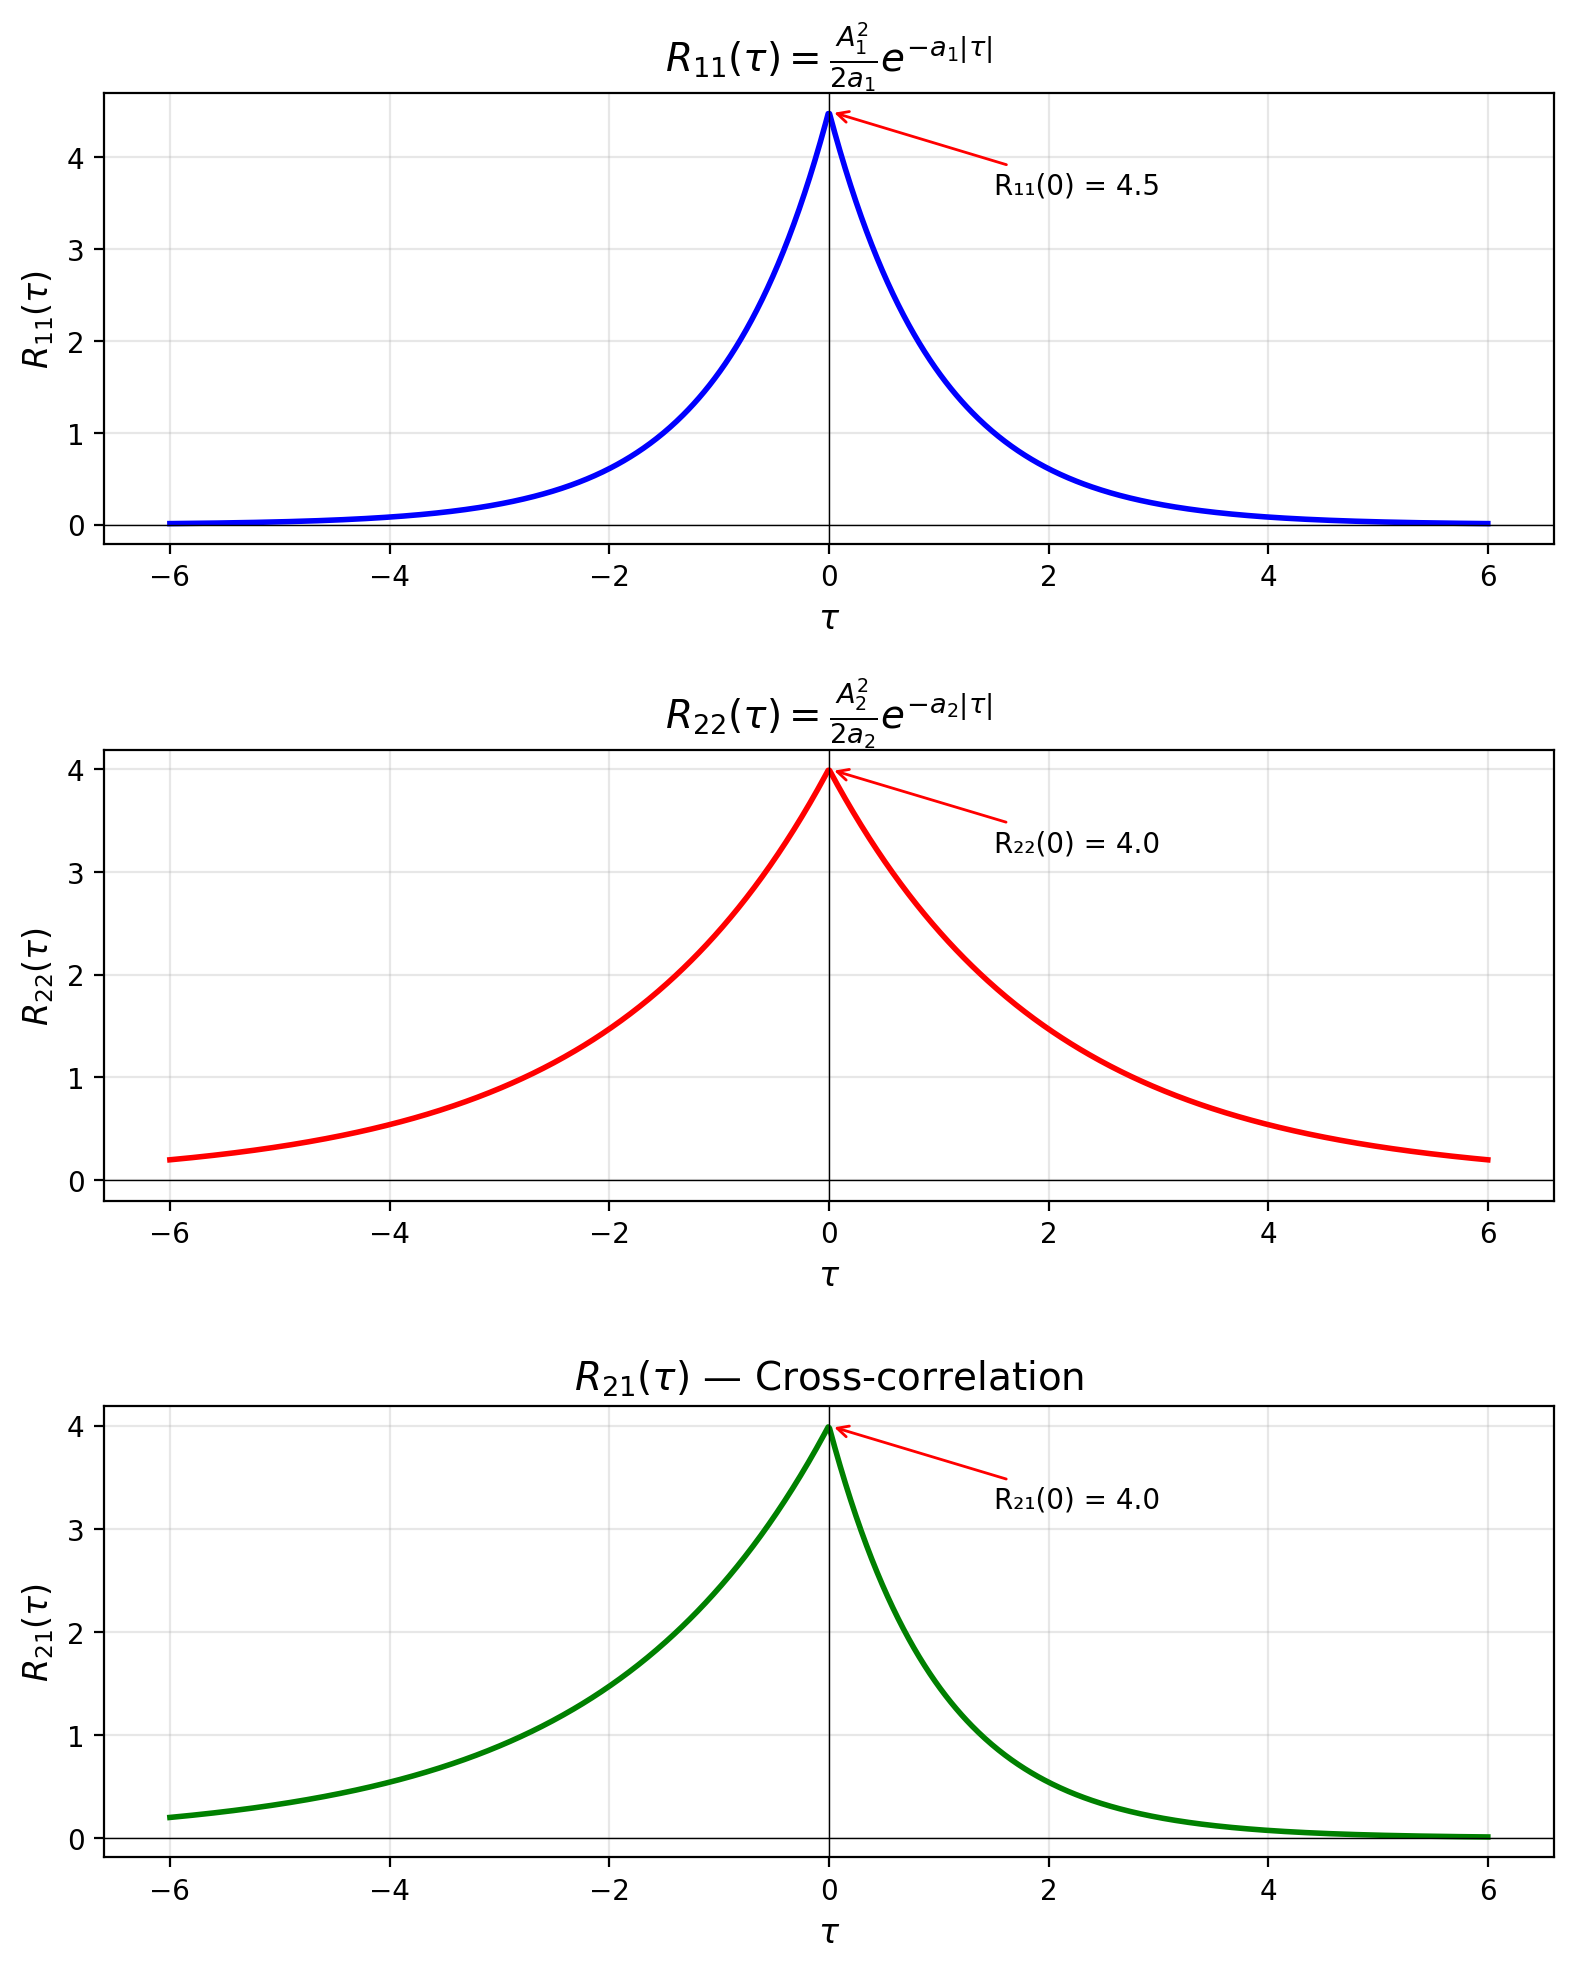 R₁₁(τ) = A₁²/2a₁ e^{−a₁|τ|}
R₁₁(τ)
4
3
2
1
0
R₁₁(0) = 4.5
−6 −4 −2 0 2 4 6
τ
R₂₂(τ) = A₂²/2a₂ e^{−a₂|τ|}
R₂₂(τ)
4
3
2
1
0
R₂₂(0) = 4.0
−6 −4 −2 0 2 4 6
τ
R₂₁(τ) — Cross-correlation
R₂₁(τ)
4
3
2
1
0
R₂₁(0) = 4.0
−6 −4 −2 0 2 4 6
τ